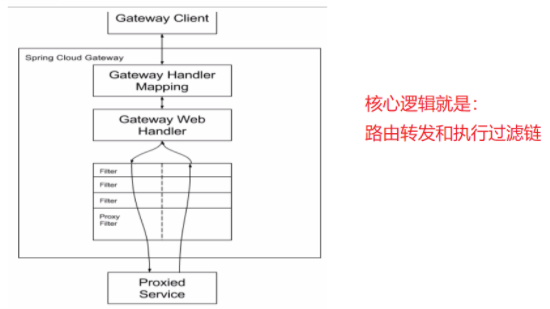 Gateway Client
Spring Cloud Gateway
Gateway Handler
Mapping
Gateway Web
Handler
Filter
Filter
Filter
Proxy
Filter
Proxied
Service
核心逻辑就是：
路由转发和执行过滤链